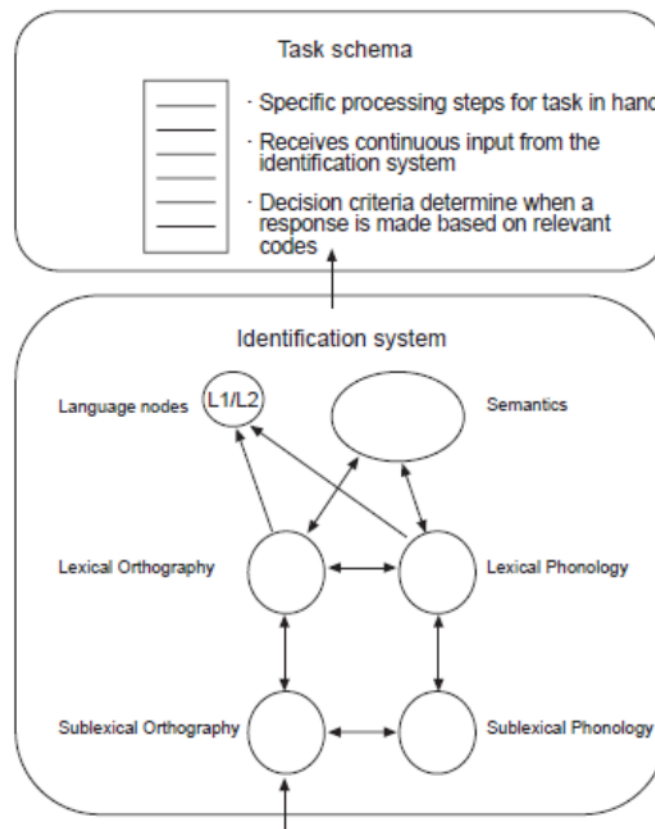 Task schema
· Specific processing steps for task in hand
· Receives continuous input from the
identification system
· Decision criteria determine when a
response is made based on relevant
codes
Identification system
Language nodes
L1/L2
Semantics
Lexical Orthography
Lexical Phonology
Sublexical Orthography
Sublexical Phonology